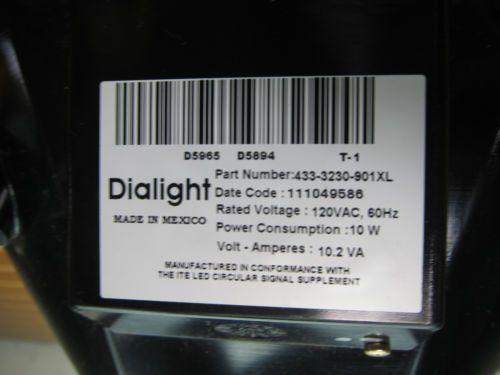 D5965 D5894 T-1
Dialight
MADE IN MEXICO
Part Number:433-3230-901XL
Date Code : 111049586
Rated Voltage : 120VAC, 60Hz
Power Consumption :10 W
Volt - Amperes : 10.2 VA
MANUFACTURED IN CONFORMANCE WITH
THE ITE LED CIRCULAR SIGNAL SUPPLEMENT